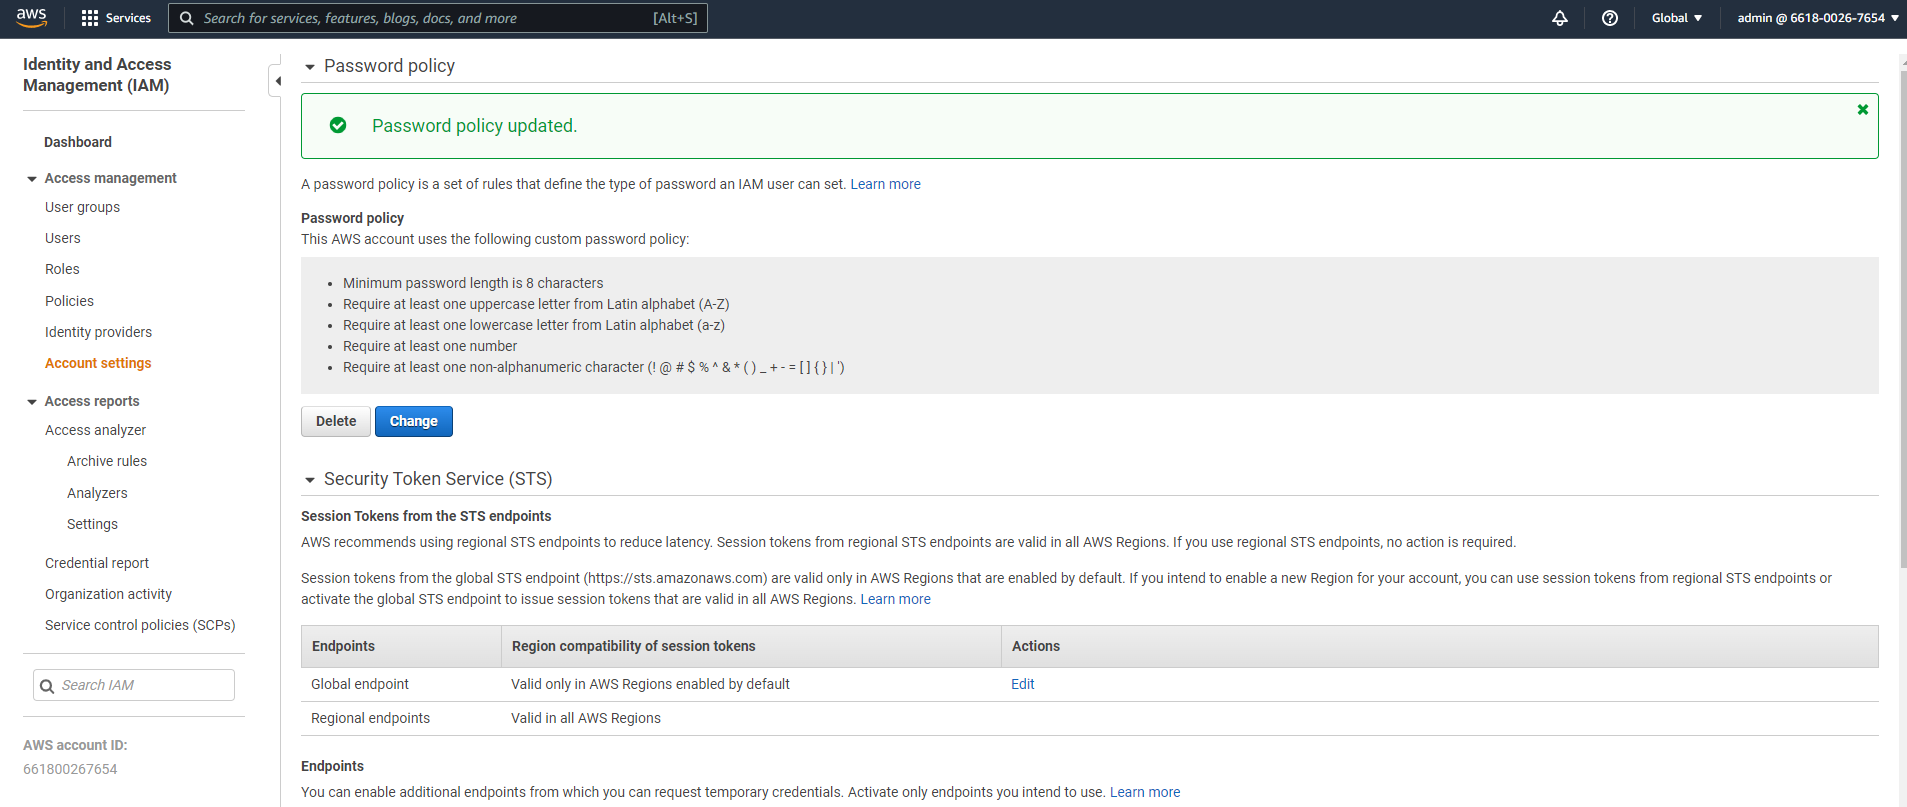 aws
Services
Search for services, features, blogs, docs, and more [Alt+S]
Global
admin @ 6618-0026-7654
Identity and Access
Management (IAM)
Dashboard
Access management
User groups
Users
Roles
Policies
Identity providers
Account settings
Access reports
Access analyzer
Archive rules
Analyzers
Settings
Credential report
Organization activity
Service control policies (SCPs)
Search IAM
AWS account ID:
661800267654
Password policy
Password policy updated.
A password policy is a set of rules that define the type of password an IAM user can set. Learn more
Password policy
This AWS account uses the following custom password policy:
• Minimum password length is 8 characters
• Require at least one uppercase letter from Latin alphabet (A-Z)
• Require at least one lowercase letter from Latin alphabet (a-z)
• Require at least one number
• Require at least one non-alphanumeric character (! @ # $ % ^ & * ( ) _ + - = [ ] { } | ')
Delete Change
Security Token Service (STS)
Session Tokens from the STS endpoints
AWS recommends using regional STS endpoints to reduce latency. Session tokens from regional STS endpoints are valid in all AWS Regions. If you use regional STS endpoints, no action is required.
Session tokens from the global STS endpoint (https://sts.amazonaws.com) are valid only in AWS Regions that are enabled by default. If you intend to enable a new Region for your account, you can use session tokens from regional STS endpoints or
activate the global STS endpoint to issue session tokens that are valid in all AWS Regions. Learn more
Endpoints Region compatibility of session tokens Actions
Global endpoint Valid only in AWS Regions enabled by default Edit
Regional endpoints Valid in all AWS Regions
Endpoints
You can enable additional endpoints from which you can request temporary credentials. Activate only endpoints you intend to use. Learn more